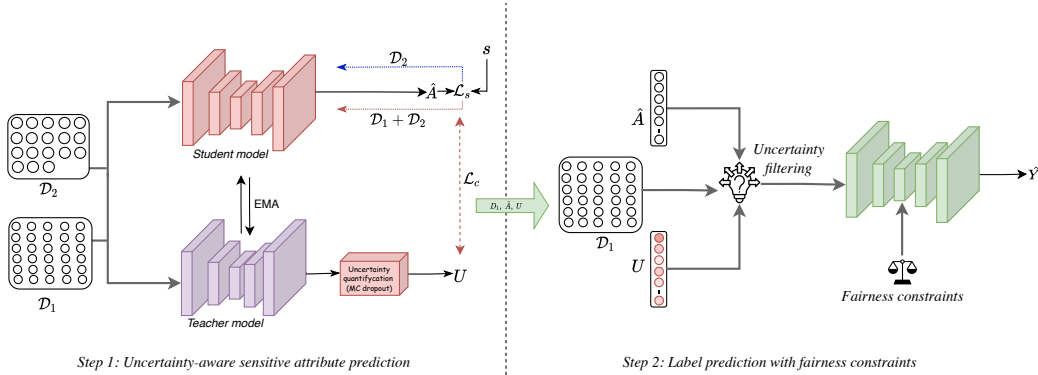 s
𝒟₂
Â
ℒₛ
𝒟₁ + 𝒟₂
Student model
𝒟₂
ℒ_c
EMA
𝒟₁
Uncertainty
quantifycation
(MC dropout)
U
Teacher model
Step 1: Uncertainty-aware sensitive attribute prediction
D₁, Â, U
Â
Uncertainty
filtering
𝒟₁
Ŷ
U
Fairness constraints
Step 2: Label prediction with fairness constraints